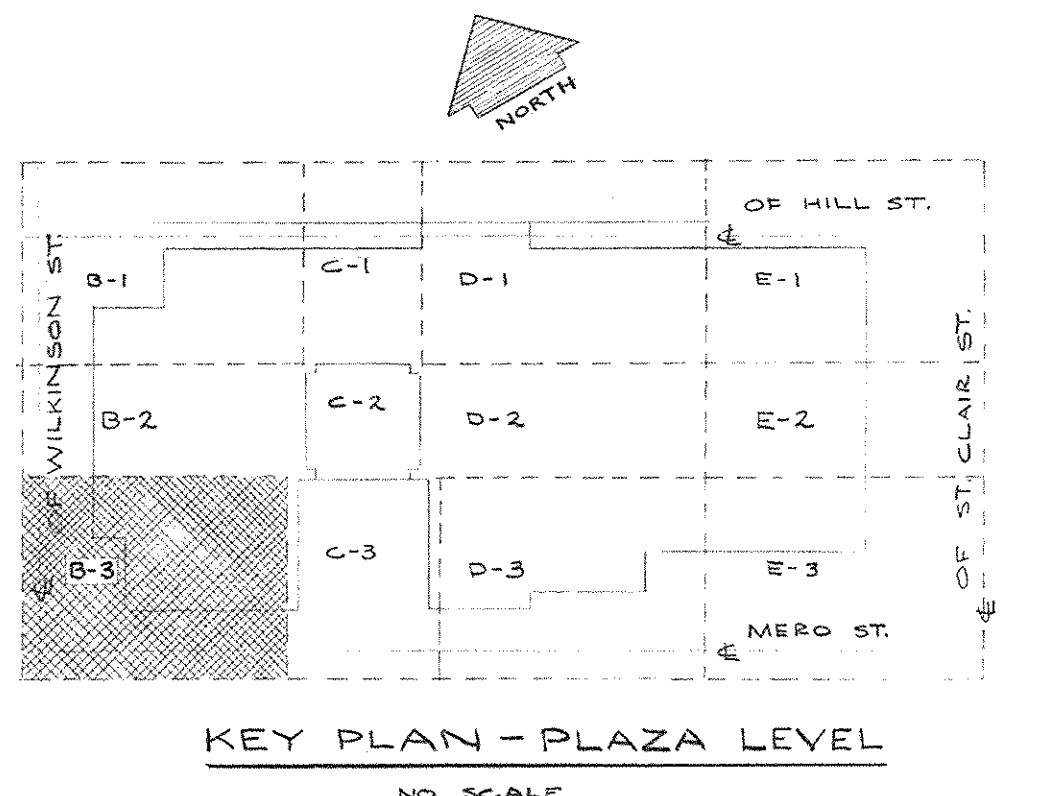 NORTH
℄ OF HILL ST.
℄ OF WILKINSON ST.
B-1
C-1
D-1
E-1
B-2
C-2
D-2
E-2
℄ OF ST. CLAIR ST.
B-3
C-3
D-3
E-3
℄ MERO ST.
KEY PLAN - PLAZA LEVEL
NO SCALE